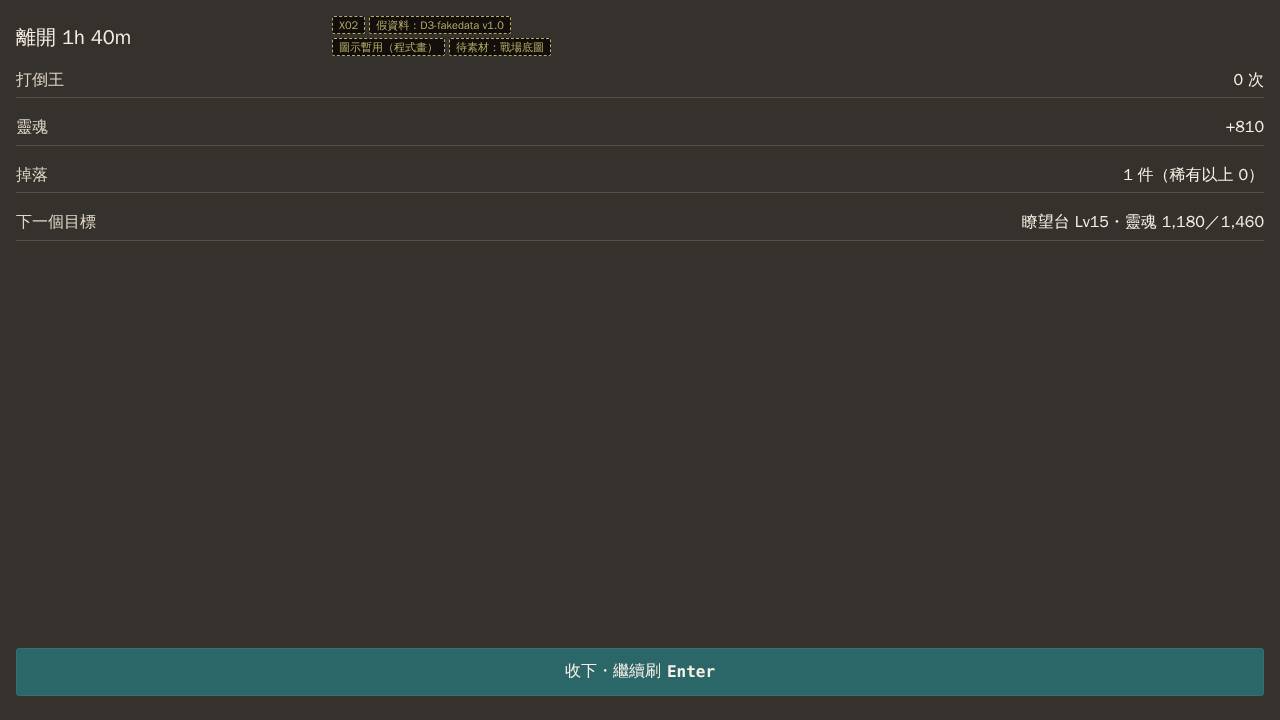 離開 1h 40m
X02 假資料：D3-fakedata v1.0
圖示暫用（程式畫） 待素材：戰場底圖
打倒王 0 次
靈魂 +810
掉落 1 件（稀有以上 0）
下一個目標 瞭望台 Lv15・靈魂 1,180／1,460
收下・繼續刷 Enter